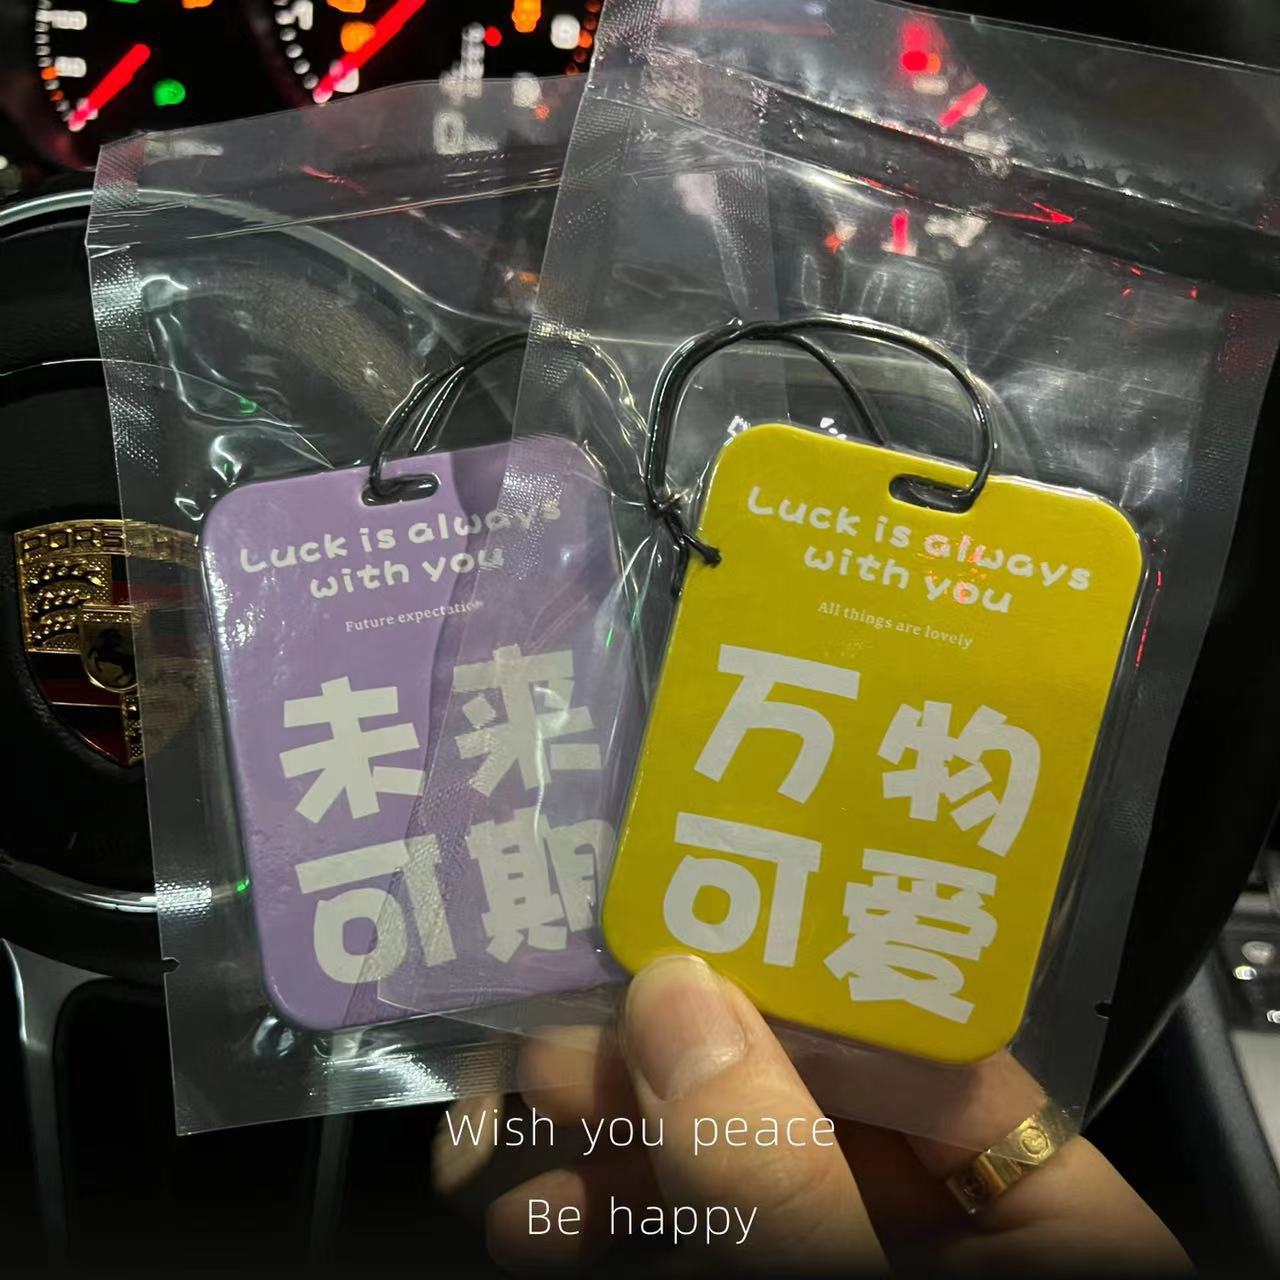 PORSCHE
Luck is always
with you
Future expectation
未来
可期
Luck is always
with you
All things are lovely
万物
可爱
Wish you peace
Be happy